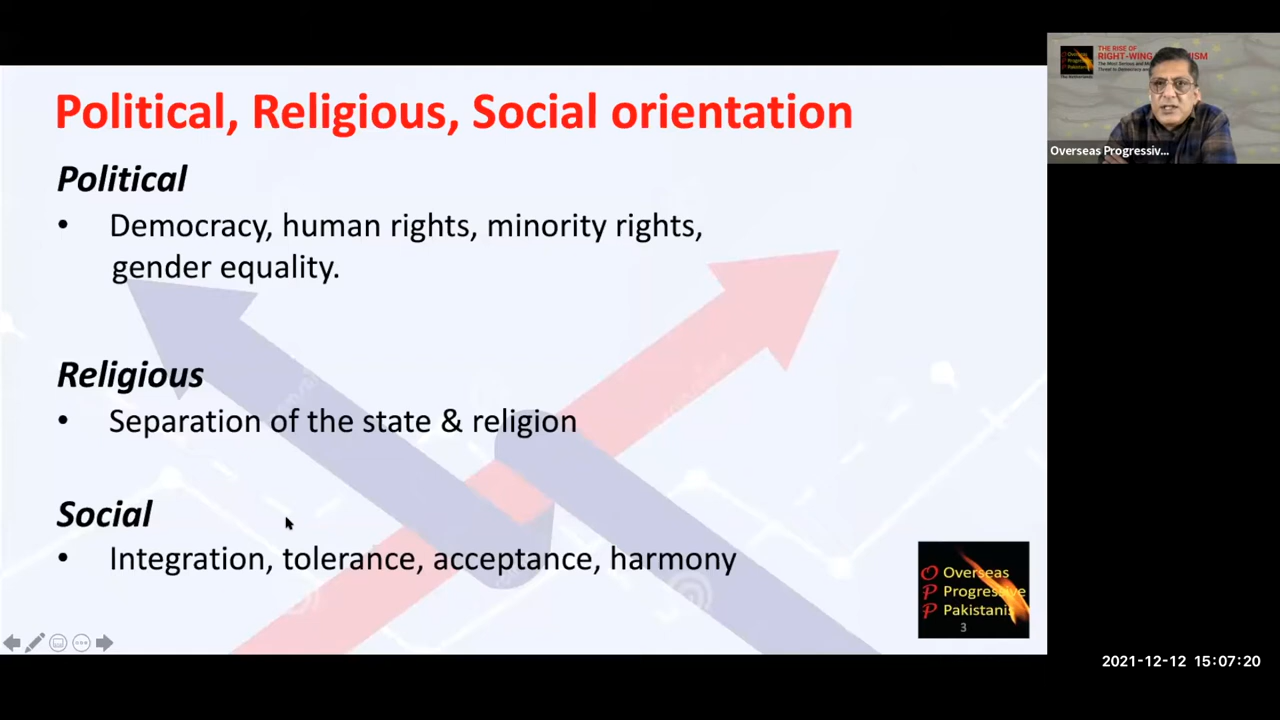 Political, Religious, Social orientation
Political
• Democracy, human rights, minority rights,
gender equality.
Religious
• Separation of the state & religion
Social
• Integration, tolerance, acceptance, harmony
Overseas
Progressive
Pakistanis
O
P
P
3
THE RISE OF
RIGHT-WING
Overseas Progressiv...
2021-12-12 15:07:20